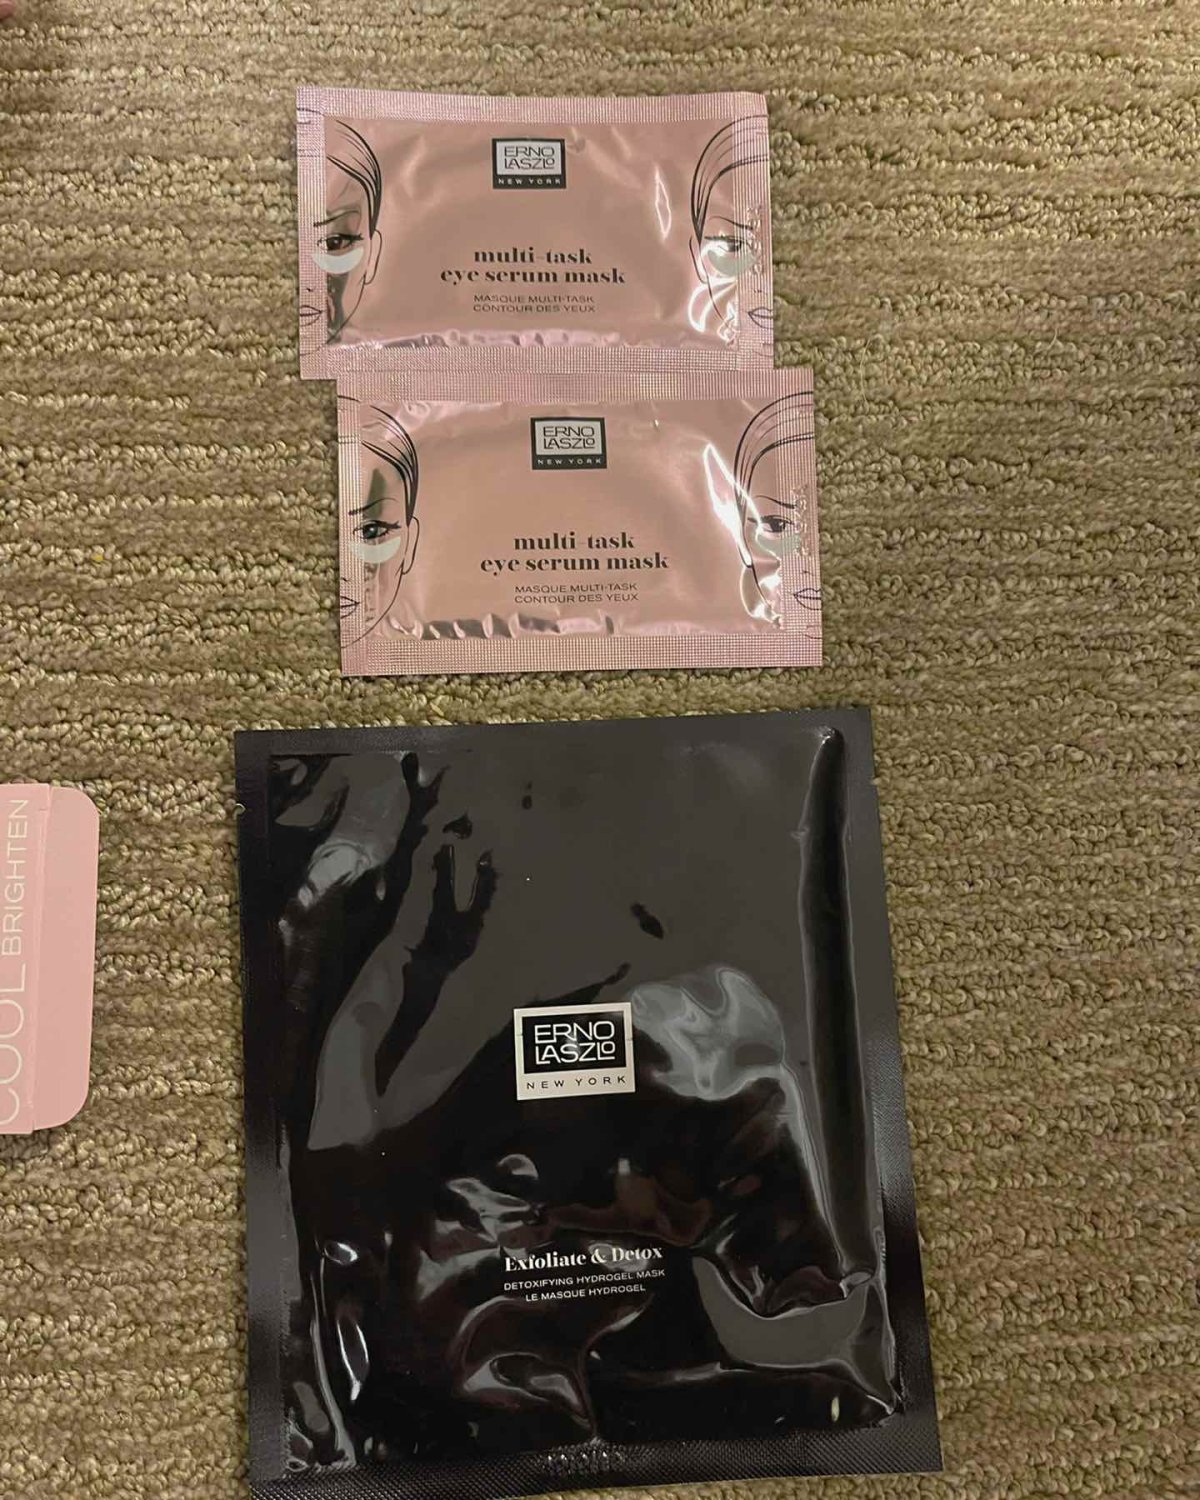 ERNO
LASZLO
NEW YORK
multi-task
eye serum mask
MASQUE MULTI-TASK
CONTOUR DES YEUX
ERNO
LASZLO
NEW YORK
multi-task
eye serum mask
MASQUE MULTI-TASK
CONTOUR DES YEUX
COOL BRIGHTEN
ERNO
LASZLO
NEW YORK
Exfoliate & Detox
DETOXIFYING HYDROGEL MASK
LE MASQUE HYDROGEL